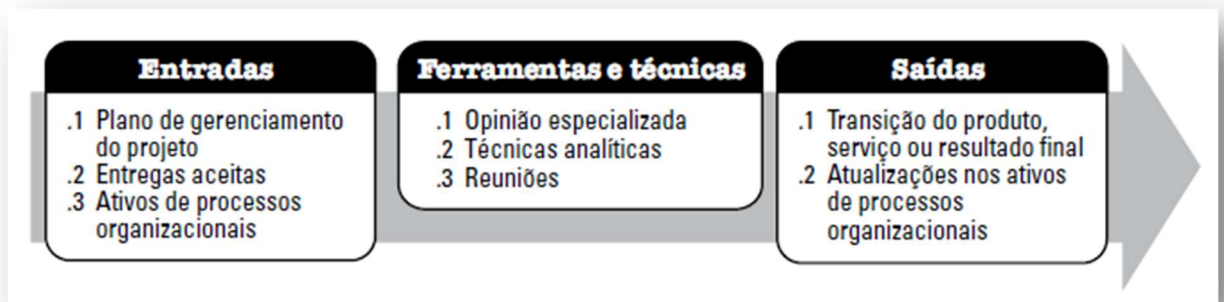 Entradas
.1 Plano de gerenciamento
do projeto
.2 Entregas aceitas
.3 Ativos de processos
organizacionais
Ferramentas e técnicas
.1 Opinião especializada
.2 Técnicas analíticas
.3 Reuniões
Saídas
.1 Transição do produto,
serviço ou resultado final
.2 Atualizações nos ativos
de processos
organizacionais